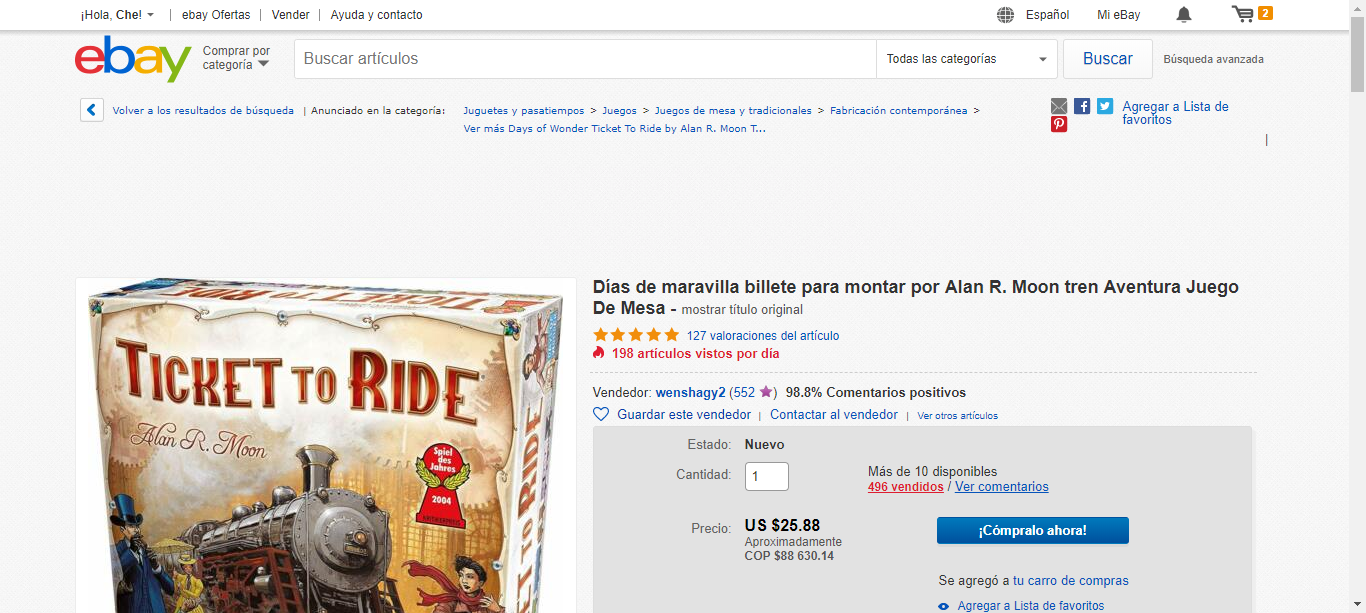 ¡Hola, Che!
ebay Ofertas
Vender
Ayuda y contacto
Español
Mi eBay
2
ebay
Comprar por
categoría
Buscar artículos
Todas las categorías
Buscar
Búsqueda avanzada
Volver a los resultados de búsqueda | Anunciado en la categoría:
Juguetes y pasatiempos > Juegos > Juegos de mesa y tradicionales > Fabricación contemporánea >
Ver más Days of Wonder Ticket To Ride by Alan R. Moon T...
Agregar a Lista de
favoritos
TICKET TO RIDE
TICKET TO RIDE
Alan R. Moon
Spiel
des
Jahres
2004
TICKET TO RIDE
Días de maravilla billete para montar por Alan R. Moon tren Aventura Juego
De Mesa - mostrar título original
127 valoraciones del artículo
198 artículos vistos por día
Vendedor: wenshagy2 (552 ) 98.8% Comentarios positivos
Guardar este vendedor | Contactar al vendedor | Ver otros artículos
Estado: Nuevo
Cantidad: 1
Más de 10 disponibles
496 vendidos / Ver comentarios
Precio: US $25.88
Aproximadamente
COP $88 630.14
¡Cómpralo ahora!
Se agregó a tu carro de compras
Agregar a Lista de favoritos